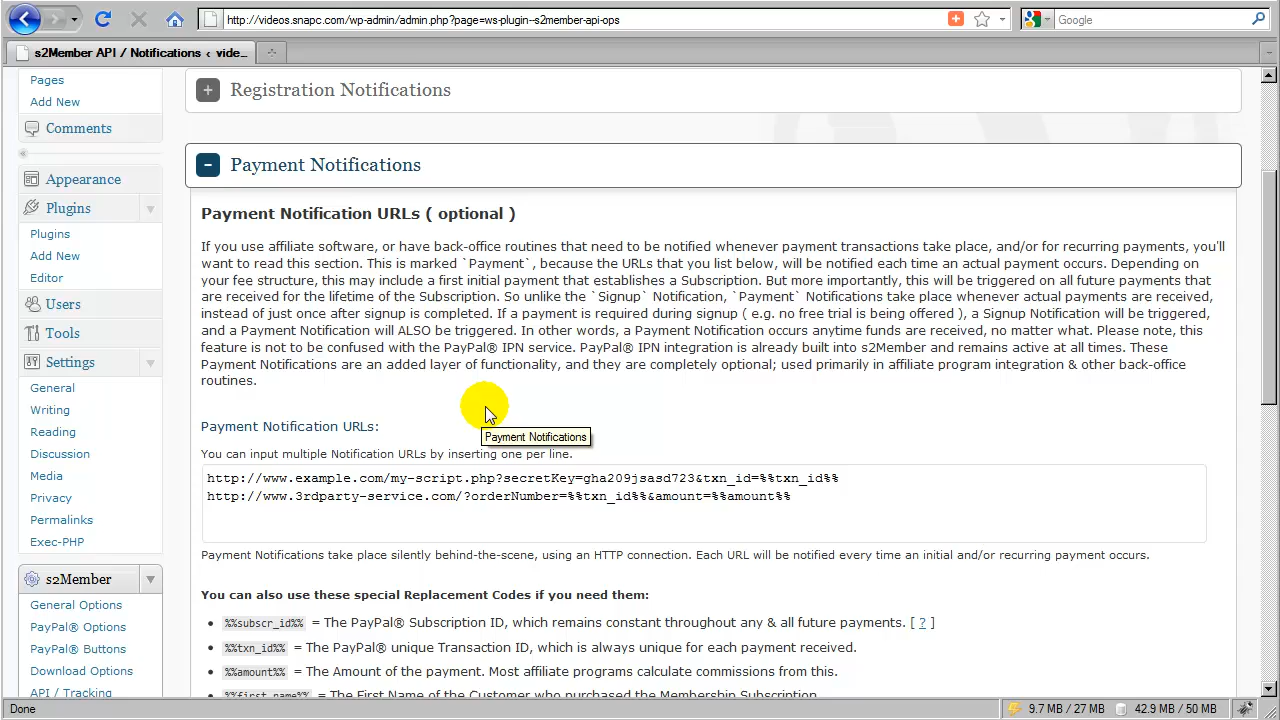 http://videos.snapc.com/wp-admin/admin.php?page=ws-plugin--s2member-api-ops
Google
s2Member API / Notifications ‹ vide...
Pages
Add New
Comments
Appearance
Plugins
Plugins
Add New
Editor
Users
Tools
Settings
General
Writing
Reading
Discussion
Media
Privacy
Permalinks
Exec-PHP
s2Member
General Options
PayPal® Options
PayPal® Buttons
Download Options
API / Tracking
Registration Notifications
Payment Notifications
Payment Notification URLs ( optional )
If you use affiliate software, or have back-office routines that need to be notified whenever payment transactions take place, and/or for recurring payments, you'll
want to read this section. This is marked `Payment`, because the URLs that you list below, will be notified each time an actual payment occurs. Depending on
your fee structure, this may include a first initial payment that establishes a Subscription. But more importantly, this will be triggered on all future payments that
are received for the lifetime of the Subscription. So unlike the `Signup` Notification, `Payment` Notifications take place whenever actual payments are received,
instead of just once after signup is completed. If a payment is required during signup ( e.g. no free trial is being offered ), a Signup Notification will be triggered,
and a Payment Notification will ALSO be triggered. In other words, a Payment Notification occurs anytime funds are received, no matter what. Please note, this
feature is not to be confused with the PayPal® IPN service. PayPal® IPN integration is already built into s2Member and remains active at all times. These
Payment Notifications are an added layer of functionality, and they are completely optional; used primarily in affiliate program integration & other back-office
routines.
Payment Notification URLs:
Payment Notifications
You can input multiple Notification URLs by inserting one per line.
http://www.example.com/my-script.php?secretKey=gha209jsasd723&txn_id=%%txn_id%%
http://www.3rdparty-service.com/?orderNumber=%%txn_id%%&amount=%%amount%%
Payment Notifications take place silently behind-the-scene, using an HTTP connection. Each URL will be notified every time an initial and/or recurring payment occurs.
You can also use these special Replacement Codes if you need them:
%%subscr_id%% = The PayPal® Subscription ID, which remains constant throughout any & all future payments. [ ? ]
%%txn_id%% = The PayPal® unique Transaction ID, which is always unique for each payment received.
%%amount%% = The Amount of the payment. Most affiliate programs calculate commissions from this.
%%first_name%% = The First Name of the Customer who purchased the Membership Subscription.
Done
9.7 MB / 27 MB
42.9 MB / 50 MB